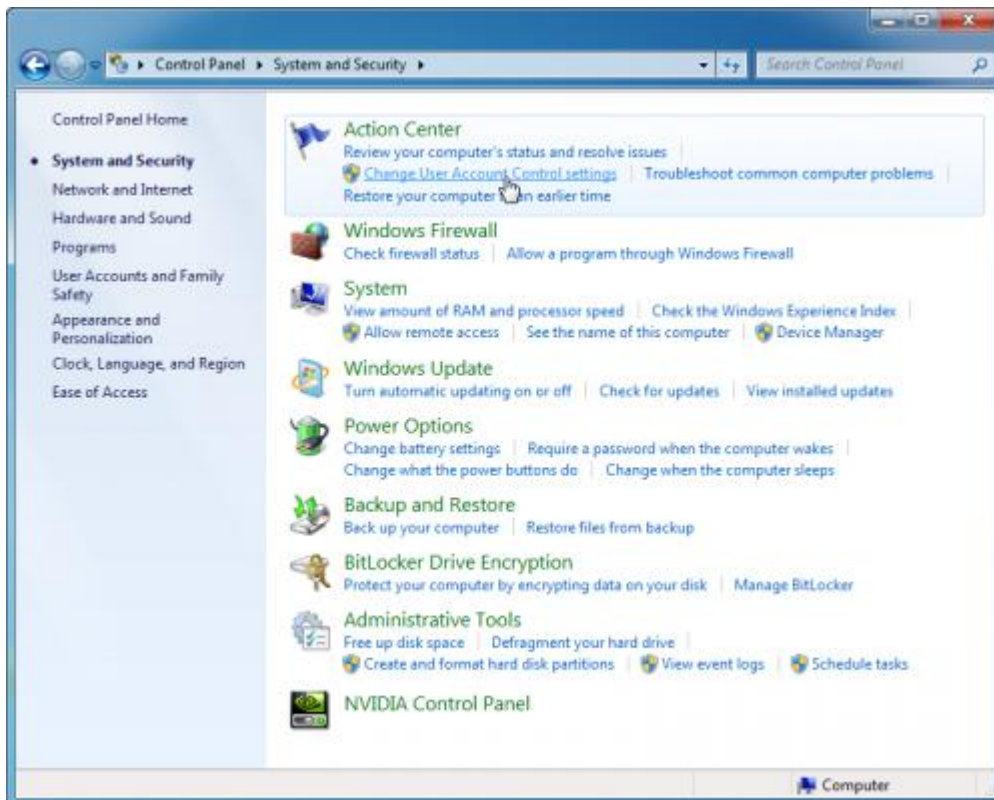 Control Panel ▸ System and Security ▸
Search Control Panel
Control Panel Home
System and Security
Network and Internet
Hardware and Sound
Programs
User Accounts and Family
Safety
Appearance and
Personalization
Clock, Language, and Region
Ease of Access
Action Center
Review your computer's status and resolve issues
Change User Account Control settings Troubleshoot common computer problems
Restore your computer an earlier time
Windows Firewall
Check firewall status Allow a program through Windows Firewall
System
View amount of RAM and processor speed Check the Windows Experience Index
Allow remote access See the name of this computer Device Manager
Windows Update
Turn automatic updating on or off Check for updates View installed updates
Power Options
Change battery settings Require a password when the computer wakes
Change what the power buttons do Change when the computer sleeps
Backup and Restore
Back up your computer Restore files from backup
BitLocker Drive Encryption
Protect your computer by encrypting data on your disk Manage BitLocker
Administrative Tools
Free up disk space Defragment your hard drive
Create and format hard disk partitions View event logs Schedule tasks
NVIDIA Control Panel
Computer